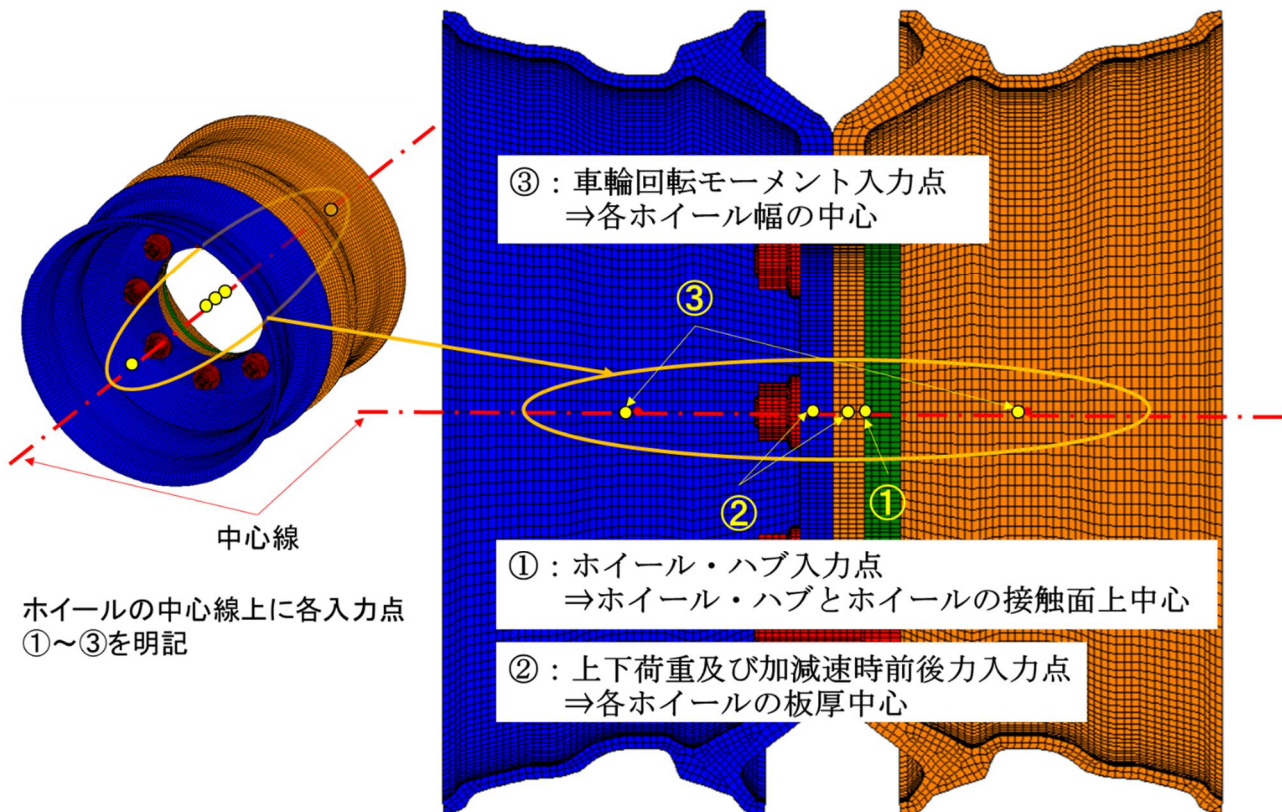 ③：車輪回転モーメント入力点
⇒各ホイール幅の中心
③
②
①
中心線
ホイールの中心線上に各入力点
①～③を明記
①：ホイール・ハブ入力点
⇒ホイール・ハブとホイールの接触面上中心
②：上下荷重及び加減速時前後力入力点
⇒各ホイールの板厚中心